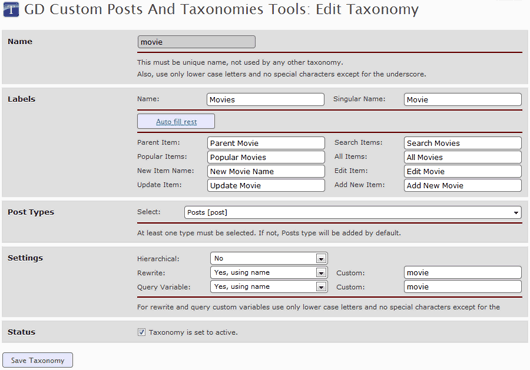 GD Custom Posts And Taxonomies Tools: Edit Taxonomy
Name
movie
This must be unique name, not used by any other taxonomy.
Also, use only lower case letters and no special characters except for the underscore.
Labels
Name: Movies Singular Name: Movie
Auto fill rest
Parent Item: Parent Movie Search Items: Search Movies
Popular Items: Popular Movies All Items: All Movies
New Item Name: New Movie Name Edit Item: Edit Movie
Update Item: Update Movie Add New Item: Add New Movie
Post Types
Select: Posts [post]
At least one type must be selected. If not, Posts type will be added by default.
Settings
Hierarchical: No
Rewrite: Yes, using name Custom: movie
Query Variable: Yes, using name Custom: movie
For rewrite and query custom variables use only lower case letters and no special characters except for the
Status
Taxonomy is set to active.
Save Taxonomy